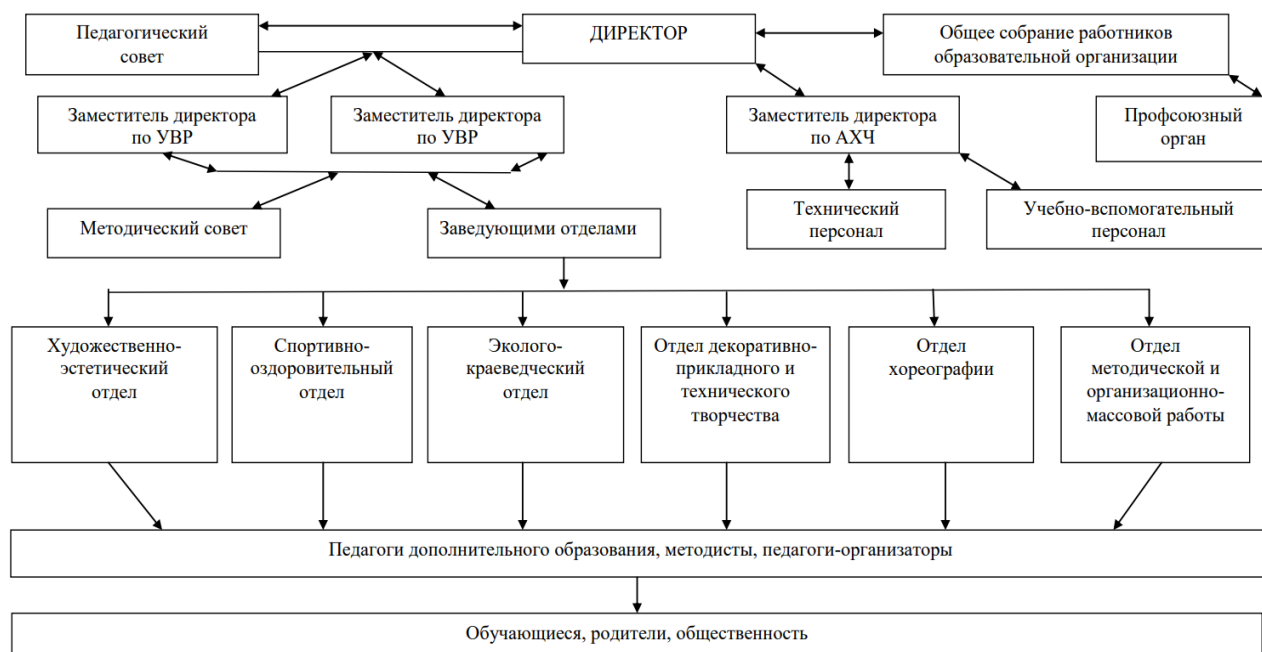 Педагогический
совет
ДИРЕКТОР
Общее собрание работников
образовательной организации
Заместитель директора
по УВР
Заместитель директора
по УВР
Заместитель директора
по АХЧ
Профсоюзный
орган
Методический совет
Заведующими отделами
Технический
персонал
Учебно-вспомогательный
персонал
Художественно-
эстетический
отдел
Спортивно-
оздоровительный
отдел
Эколого-
краеведческий
отдел
Отдел декоративно-
прикладного и
технического
творчества
Отдел
хореографии
Отдел
методической и
организационно-
массовой работы
Педагоги дополнительного образования, методисты, педагоги-организаторы
Обучающиеся, родители, общественность